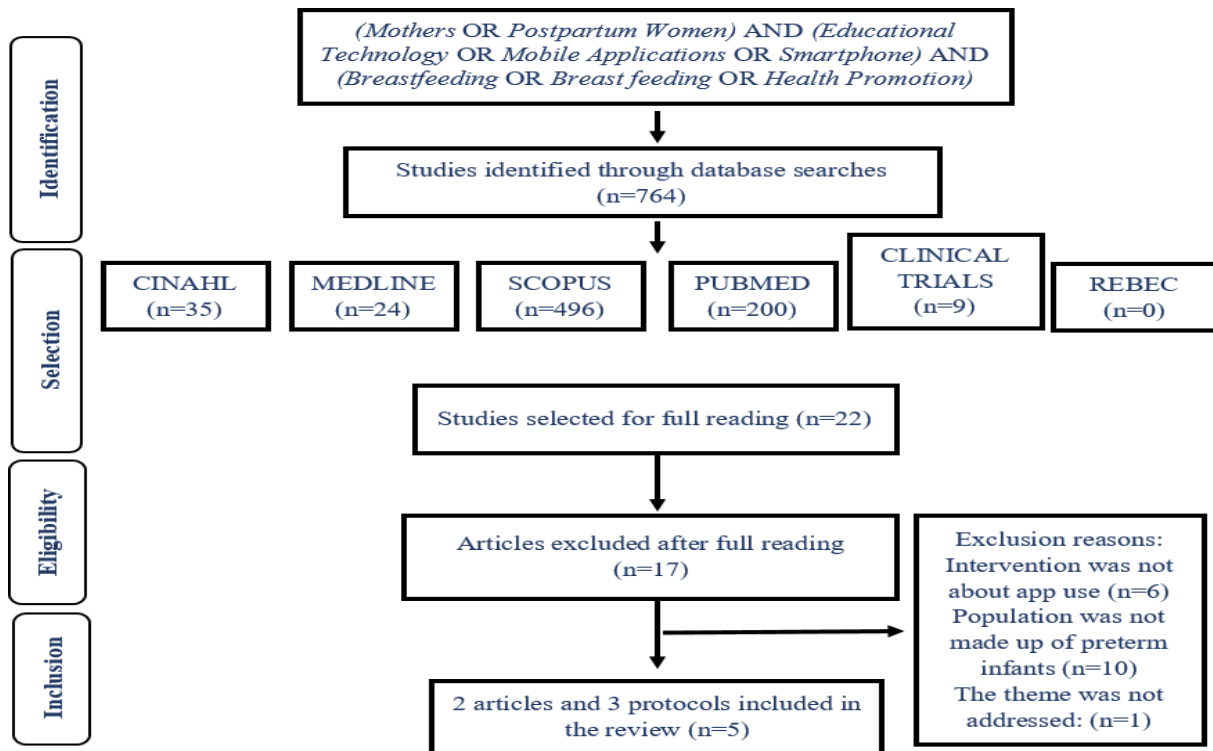 Identification
(Mothers OR Postpartum Women) AND (Educational
Technology OR Mobile Applications OR Smartphone) AND
(Breastfeeding OR Breast feeding OR Health Promotion)
Studies identified through database searches
(n=764)
Selection
CINAHL
(n=35)
MEDLINE
(n=24)
SCOPUS
(n=496)
PUBMED
(n=200)
CLINICAL
TRIALS
(n=9)
REBEC
(n=0)
Studies selected for full reading (n=22)
Eligibility
Articles excluded after full reading
(n=17)
Exclusion reasons:
Intervention was not
about app use (n=6)
Population was not
made up of preterm
infants (n=10)
The theme was not
addressed: (n=1)
Inclusion
2 articles and 3 protocols included in
the review (n=5)